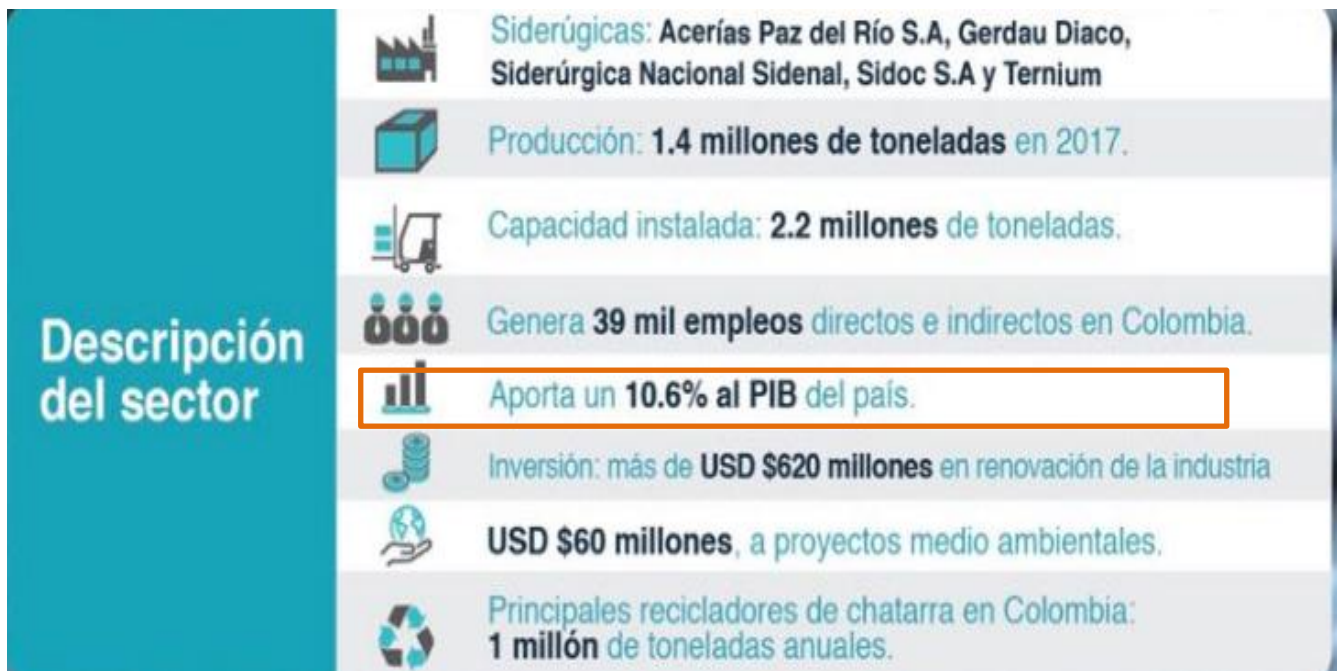 Descripción
del sector
Siderúgicas: Acerías Paz del Río S.A, Gerdau Diaco,
Siderúrgica Nacional Sidenal, Sidoc S.A y Ternium
Producción: 1.4 millones de toneladas en 2017.
Capacidad instalada: 2.2 millones de toneladas.
Genera 39 mil empleos directos e indirectos en Colombia.
Aporta un 10.6% al PIB del país.
Inversión: más de USD $620 millones en renovación de la industria
USD $60 millones, a proyectos medio ambientales.
Principales recicladores de chatarra en Colombia:
1 millón de toneladas anuales.